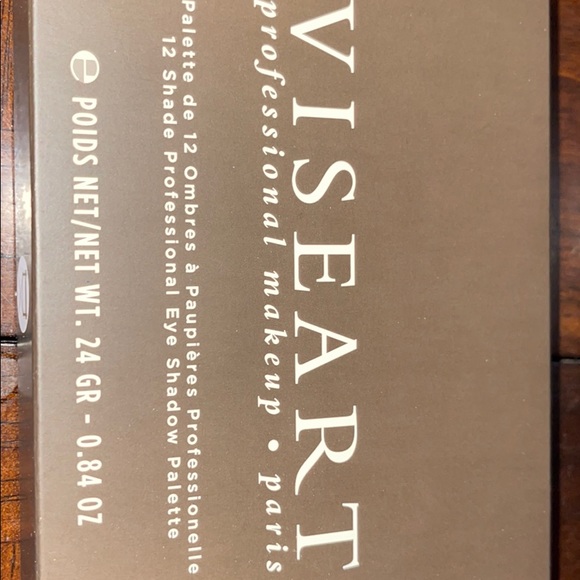 VISEART
professional makeup • paris
Palette de 12 Ombres à Paupières Professionelle
12 Shade Professional Eye Shadow Palette
e POIDS NET/NET WT. 24 GR - 0.84 OZ